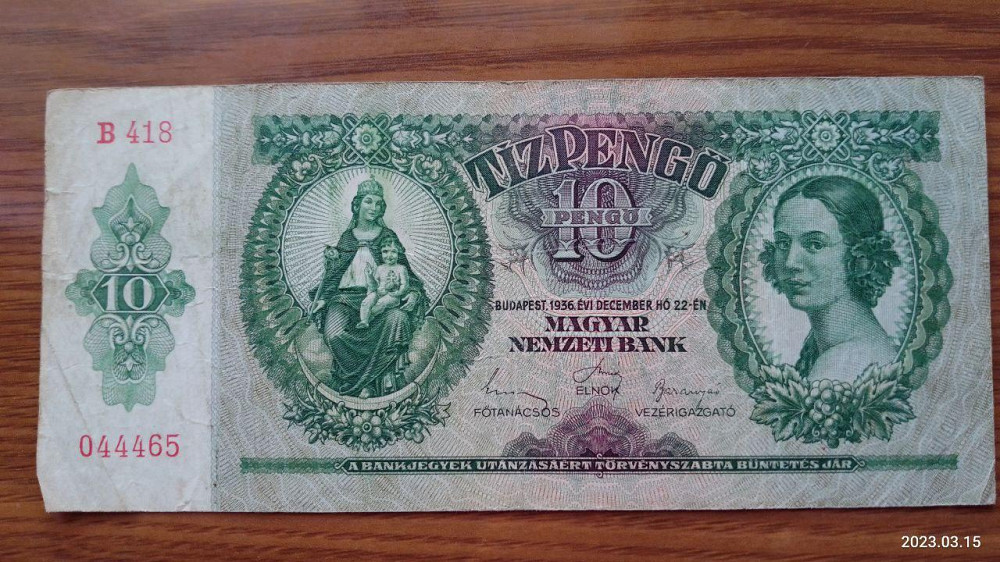 B 418
10
044465
TÍZ PENGŐ
10
PENGŐ
BUDAPEST, 1936. ÉVI DECEMBER HÓ 22-ÉN
MAGYAR
NEMZETI BANK
FŐTANÁCSOS
ELNÖK
VEZÉRIGAZGATÓ
A BANKJEGYEK UTÁNZÁSAÉRT TÖRVÉNYSZABTA BÜNTETÉS JÁR
2023.03.15